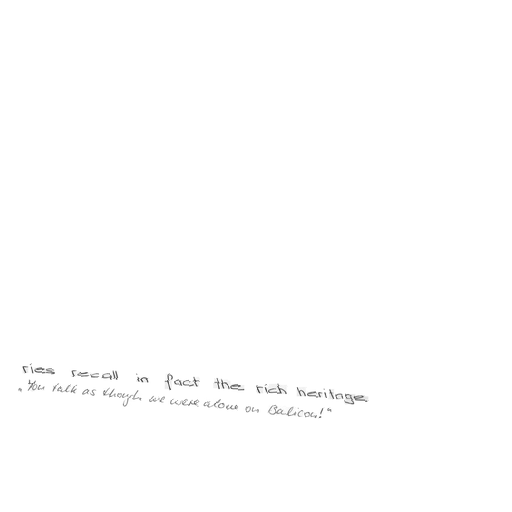 ries recall in fact the rich heritage
"You talk as though we were alone on Balicou!"